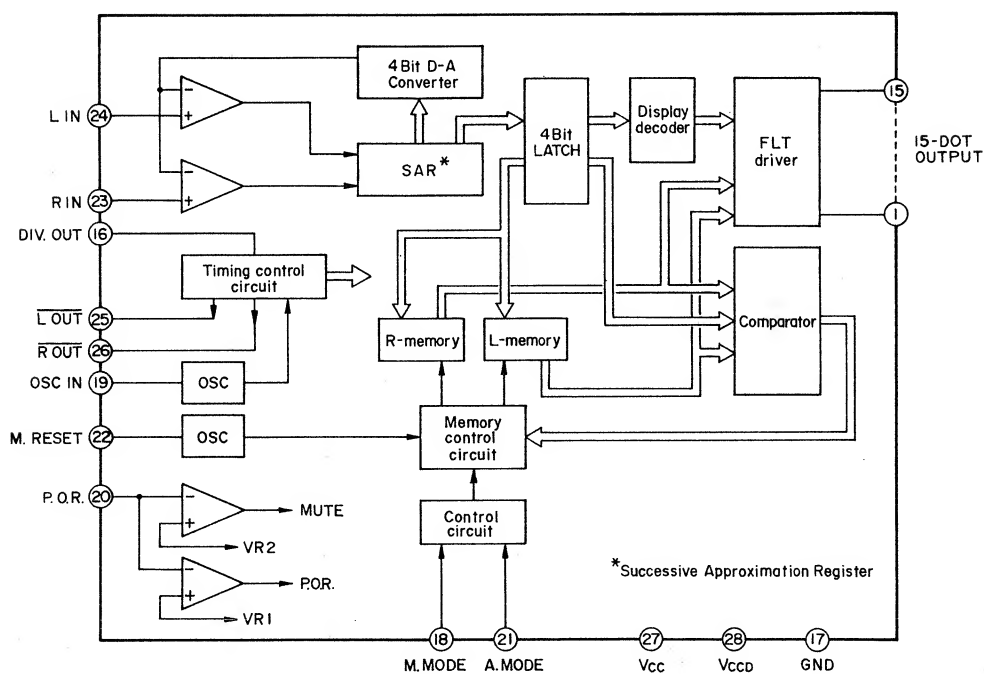 4Bit D-A
Converter
L IN
24
−
+
SAR*
4Bit
LATCH
Display
decoder
FLT
driver
15
15-DOT
OUTPUT
1
R IN
23
−
+
DIV. OUT
16
Timing control
circuit
L OUT
25
R OUT
26
OSC IN
19
OSC
R-memory
L-memory
Comparator
M. RESET
22
OSC
Memory
control
circuit
P.O.R.
20
−
+
MUTE
VR2
Control
circuit
−
+
P.O.R.
VR1
*Successive Approximation Register
18
21
27
28
17
M. MODE
A. MODE
VCC
VCCD
GND